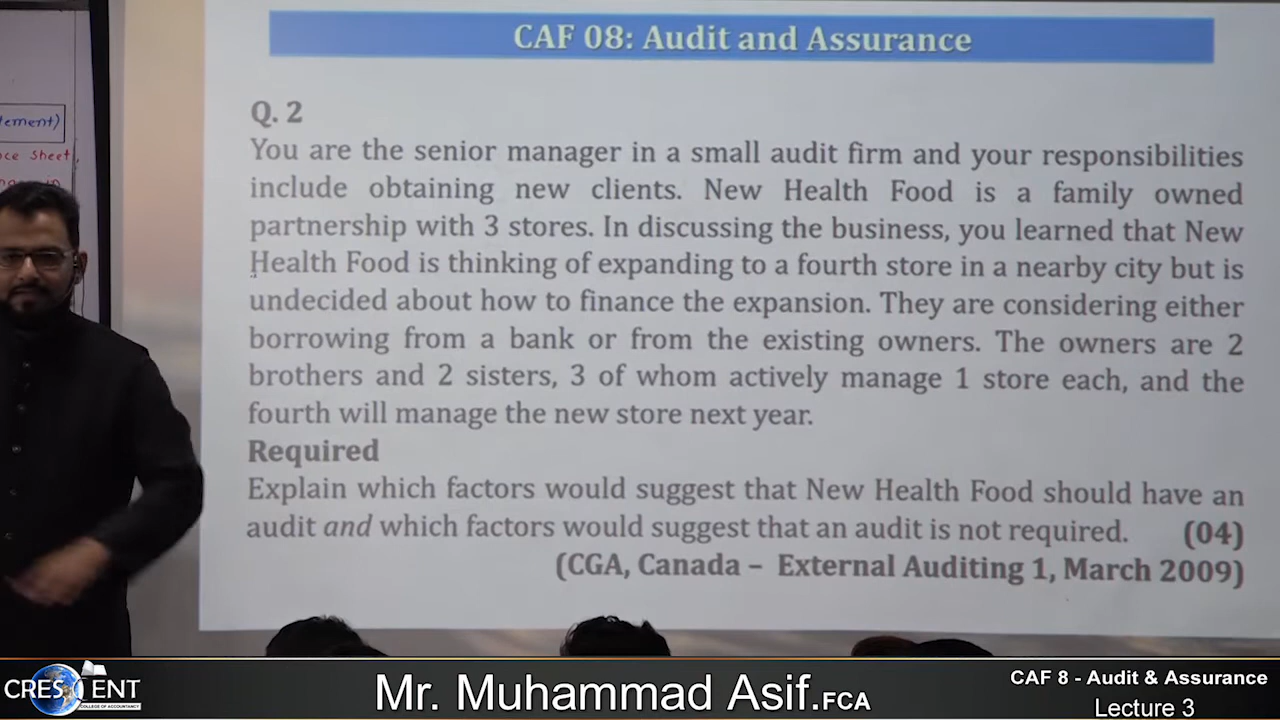 CAF 08: Audit and Assurance
Q. 2
You are the senior manager in a small audit firm and your responsibilities
include obtaining new clients. New Health Food is a family owned
partnership with 3 stores. In discussing the business, you learned that New
Health Food is thinking of expanding to a fourth store in a nearby city but is
undecided about how to finance the expansion. They are considering either
borrowing from a bank or from the existing owners. The owners are 2
brothers and 2 sisters, 3 of whom actively manage 1 store each, and the
fourth will manage the new store next year.
Required
Explain which factors would suggest that New Health Food should have an
audit and which factors would suggest that an audit is not required. (04)
(CGA, Canada – External Auditing 1, March 2009)
tement)
nce sheet,
CRESCENT
COLLEGE OF ACCOUNTANCY
Mr. Muhammad Asif.FCA
CAF 8 - Audit & Assurance
Lecture 3